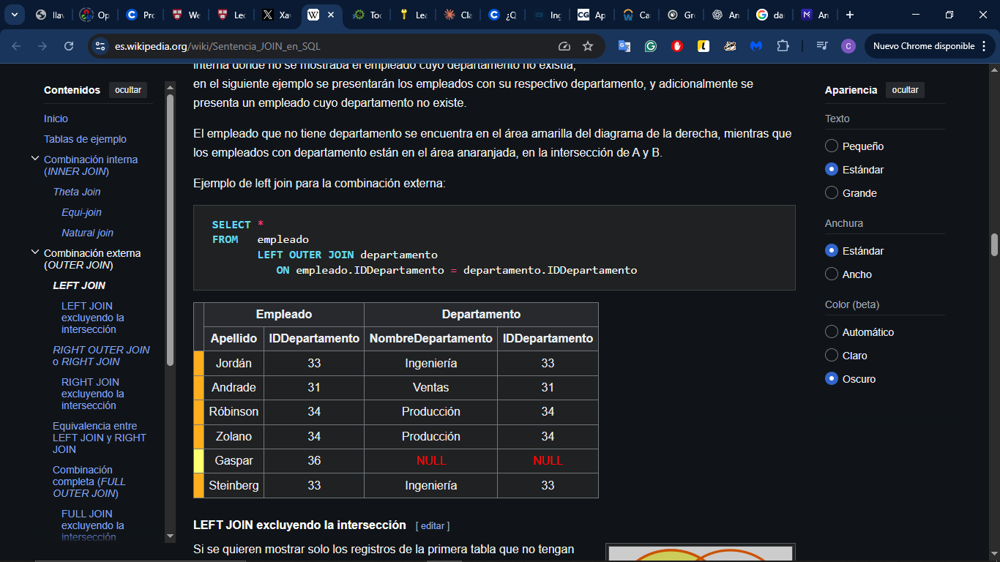 Ilav
Op
Pro
We
Lec
Xav
Too
Lea
Cla
¿Q
Ing
Ap
Ca
Gro
An
da
An
es.wikipedia.org/wiki/Sentencia_JOIN_en_SQL
C
Nuevo Chrome disponible
Contenidos ocultar
Inicio
Tablas de ejemplo
Combinación interna
(INNER JOIN)
Theta Join
Equi-join
Natural join
Combinación externa
(OUTER JOIN)
LEFT JOIN
LEFT JOIN
excluyendo la
intersección
RIGHT OUTER JOIN
o RIGHT JOIN
RIGHT JOIN
excluyendo la
intersección
Equivalencia entre
LEFT JOIN y RIGHT
JOIN
Combinación
completa (FULL
OUTER JOIN)
FULL JOIN
excluyendo la
intersección
interna donde no se mostraba el empleado cuyo departamento no existía,
en el siguiente ejemplo se presentarán los empleados con su respectivo departamento, y adicionalmente se
presenta un empleado cuyo departamento no existe.
El empleado que no tiene departamento se encuentra en el área amarilla del diagrama de la derecha, mientras que
los empleados con departamento están en el área anaranjada, en la intersección de A y B.
Ejemplo de left join para la combinación externa:
SELECT *
FROM empleado
LEFT OUTER JOIN departamento
ON empleado.IDDepartamento = departamento.IDDepartamento
Empleado Departamento
Apellido IDDepartamento NombreDepartamento IDDepartamento
Jordán 33 Ingeniería 33
Andrade 31 Ventas 31
Róbinson 34 Producción 34
Zolano 34 Producción 34
Gaspar 36 NULL NULL
Steinberg 33 Ingeniería 33
LEFT JOIN excluyendo la intersección [ editar ]
Si se quieren mostrar solo los registros de la primera tabla que no tengan
Apariencia ocultar
Texto
Pequeño
Estándar
Grande
Anchura
Estándar
Ancho
Color (beta)
Automático
Claro
Oscuro